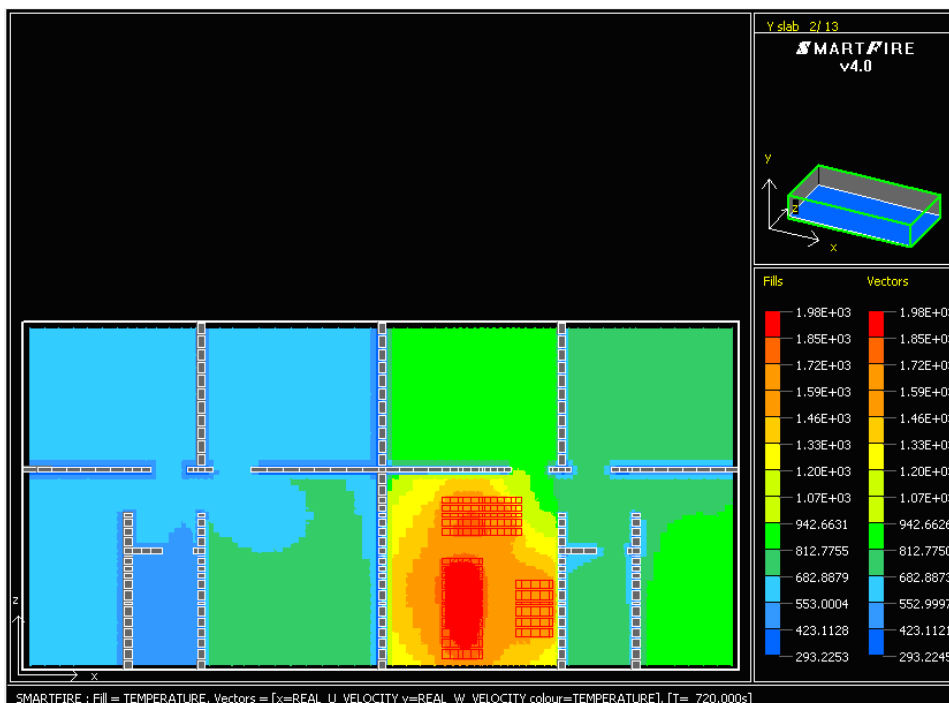 Y slab 2/ 13
SMARTFIRE
v4.0
y
z
x
Fills Vectors
1.98E+03 1.98E+03
1.85E+03 1.85E+03
1.72E+03 1.72E+03
1.59E+03 1.59E+03
1.46E+03 1.46E+03
1.33E+03 1.33E+03
1.20E+03 1.20E+03
1.07E+03 1.07E+03
942.6631 942.6626
812.7755 812.7750
682.8879 682.8873
553.0004 552.9997
423.1128 423.1121
293.2253 293.2245
z
x
SMARTFIRE : Fill = TEMPERATURE, Vectors = [x=REAL_U_VELOCITY y=REAL_W_VELOCITY colour=TEMPERATURE], [T= 720.000s]